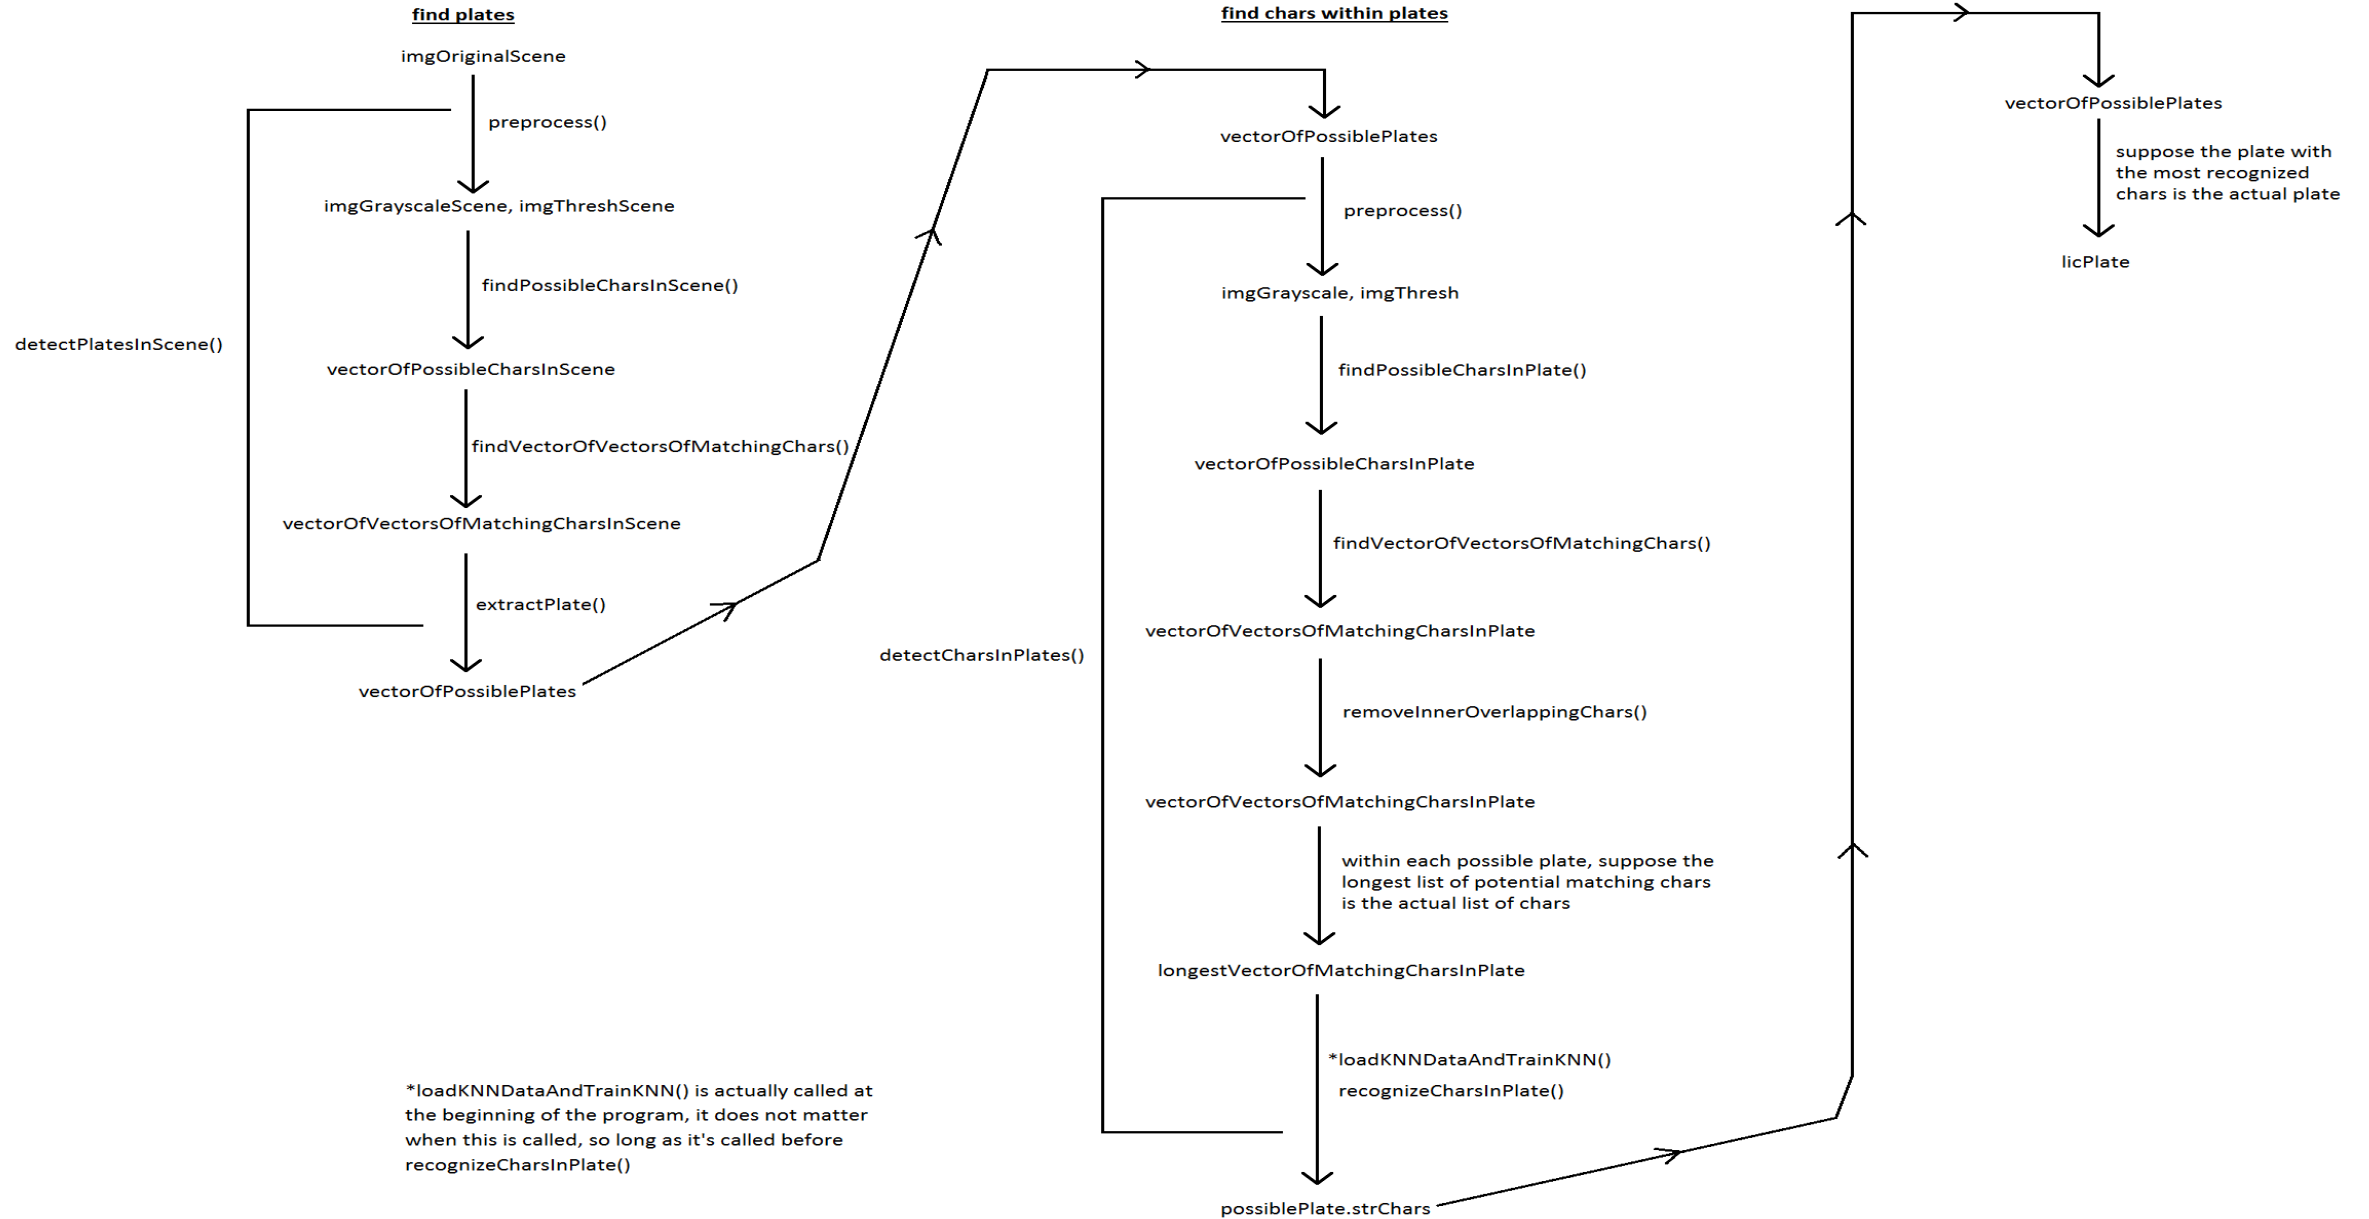 find plates
imgOriginalScene
preprocess()
imgGrayscaleScene, imgThreshScene
findPossibleCharsInScene()
detectPlatesInScene()
vectorOfPossibleCharsInScene
findVectorOfVectorsOfMatchingChars()
vectorOfVectorsOfMatchingCharsInScene
extractPlate()
vectorOfPossiblePlates
*loadKNNDataAndTrainKNN() is actually called at
the beginning of the program, it does not matter
when this is called, so long as it's called before
recognizeCharsInPlate()
find chars within plates
vectorOfPossiblePlates
preprocess()
imgGrayscale, imgThresh
findPossibleCharsInPlate()
vectorOfPossibleCharsInPlate
findVectorOfVectorsOfMatchingChars()
vectorOfVectorsOfMatchingCharsInPlate
detectCharsInPlates()
removeInnerOverlappingChars()
vectorOfVectorsOfMatchingCharsInPlate
within each possible plate, suppose the
longest list of potential matching chars
is the actual list of chars
longestVectorOfMatchingCharsInPlate
*loadKNNDataAndTrainKNN()
recognizeCharsInPlate()
possiblePlate.strChars
vectorOfPossiblePlates
suppose the plate with
the most recognized
chars is the actual plate
licPlate